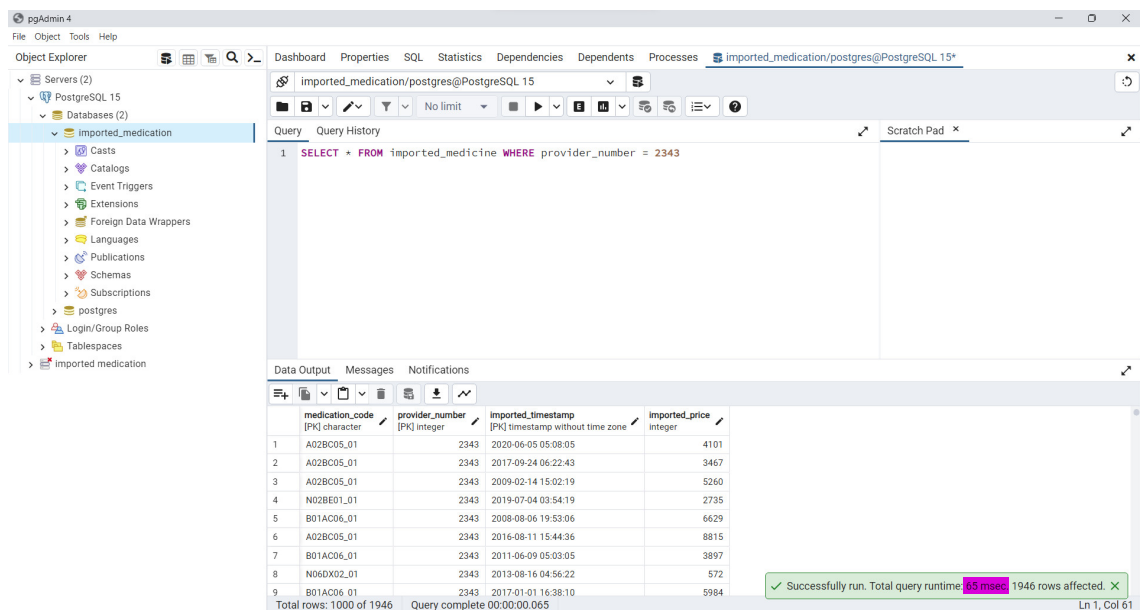 pgAdmin 4
File Object Tools Help
Object Explorer
Dashboard Properties SQL Statistics Dependencies Dependents Processes imported_medication/postgres@PostgreSQL 15*
Servers (2)
PostgreSQL 15
Databases (2)
imported_medication
Casts
Catalogs
Event Triggers
Extensions
Foreign Data Wrappers
Languages
Publications
Schemas
Subscriptions
postgres
Login/Group Roles
Tablespaces
imported medication
imported_medication/postgres@PostgreSQL 15
No limit
E
Query Query History
Scratch Pad
1 SELECT * FROM imported_medicine WHERE provider_number = 2343
Data Output Messages Notifications
medication_code provider_number imported_timestamp imported_price
[PK] character [PK] integer [PK] timestamp without time zone integer
1 A02BC05_01 2343 2020-06-05 05:08:05 4101
2 A02BC05_01 2343 2017-09-24 06:22:43 3467
3 A02BC05_01 2343 2009-02-14 15:02:19 5260
4 N02BE01_01 2343 2019-07-04 03:54:19 2735
5 B01AC06_01 2343 2008-08-06 19:53:06 6629
6 A02BC05_01 2343 2016-08-11 15:44:36 8815
7 B01AC06_01 2343 2011-06-09 05:03:05 3897
8 N06DX02_01 2343 2013-08-16 04:56:22 572
9 B01AC06_01 2343 2017-01-01 16:38:10 5984
Successfully run. Total query runtime: 65 msec. 1946 rows affected.
Total rows: 1000 of 1946 Query complete 00:00:00.065 Ln 1, Col 61